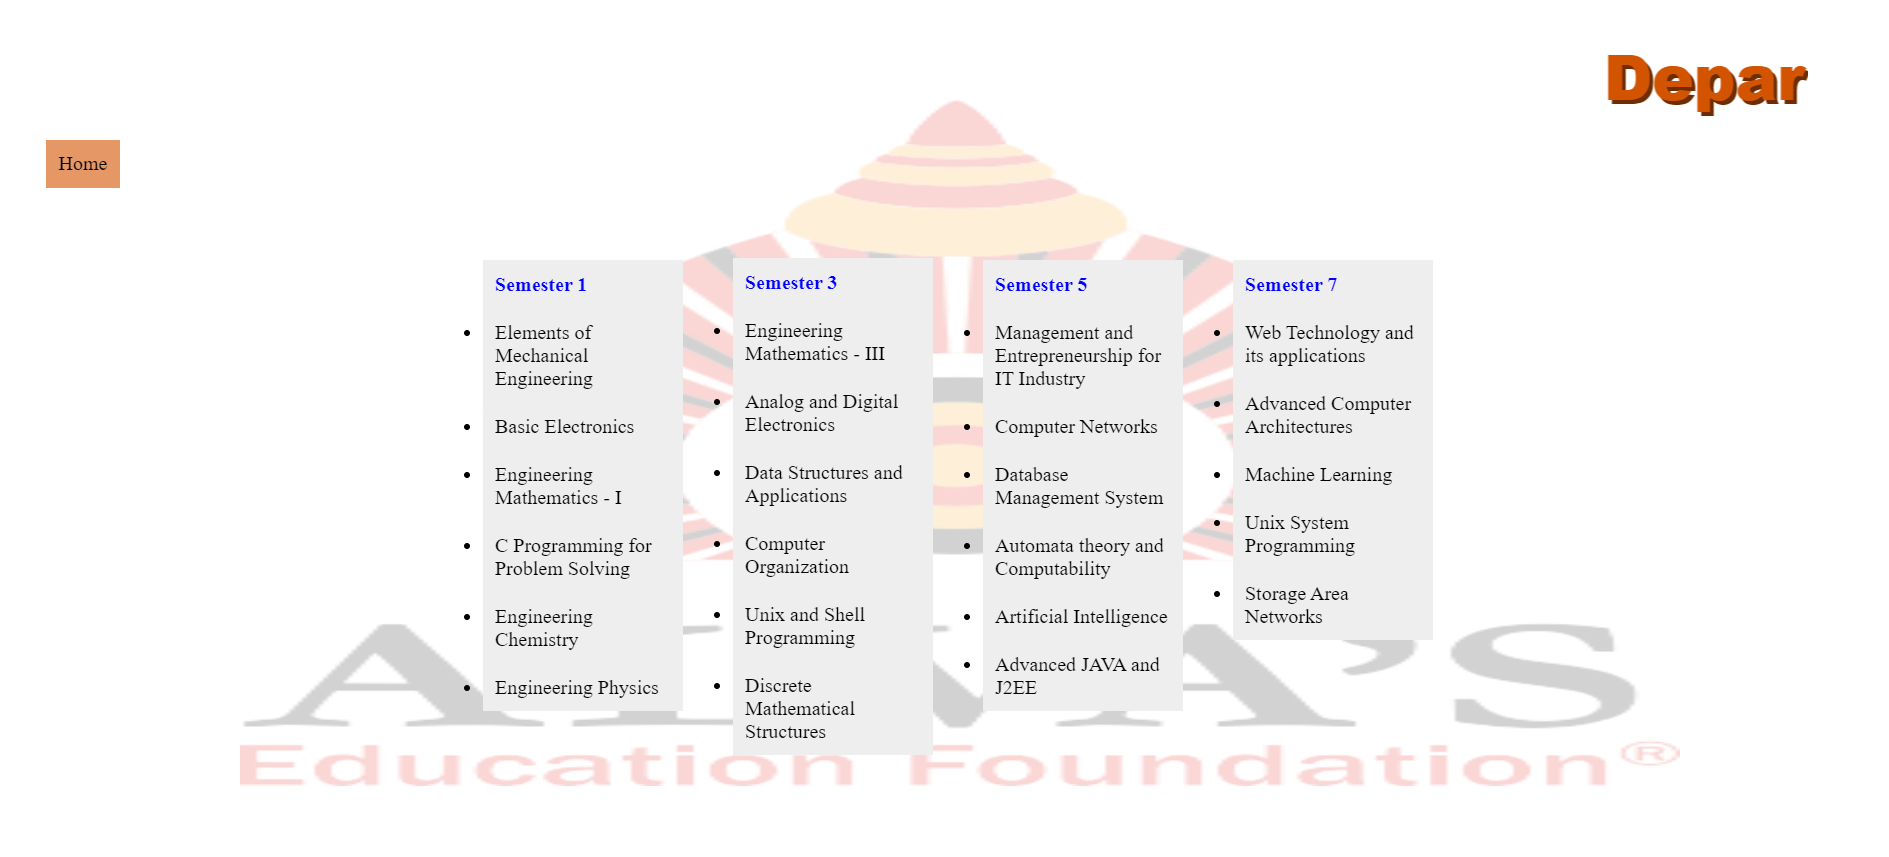 Depar
Home
Semester 1
Elements of
Mechanical
Engineering
Basic Electronics
Engineering
Mathematics - I
C Programming for
Problem Solving
Engineering
Chemistry
Engineering Physics
Semester 3
Engineering
Mathematics - III
Analog and Digital
Electronics
Data Structures and
Applications
Computer
Organization
Unix and Shell
Programming
Discrete
Mathematical
Structures
Semester 5
Management and
Entrepreneurship for
IT Industry
Computer Networks
Database
Management System
Automata theory and
Computability
Artificial Intelligence
Advanced JAVA and
J2EE
Semester 7
Web Technology and
its applications
Advanced Computer
Architectures
Machine Learning
Unix System
Programming
Storage Area
Networks
ALVA'S
Education Foundation®